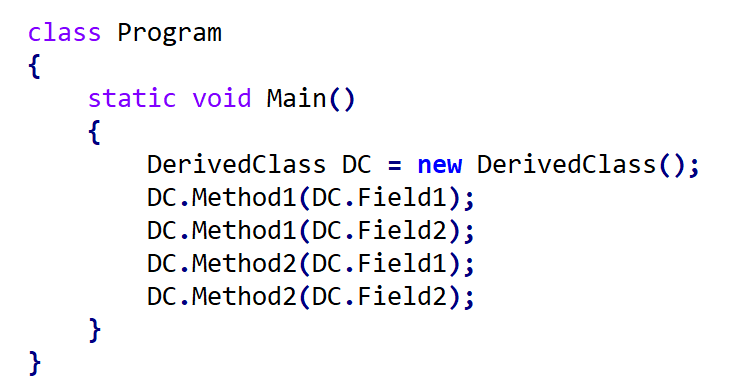 class Program
{
    static void Main()
    {
        DerivedClass DC = new DerivedClass();
        DC.Method1(DC.Field1);
        DC.Method1(DC.Field2);
        DC.Method2(DC.Field1);
        DC.Method2(DC.Field2);
    }
}